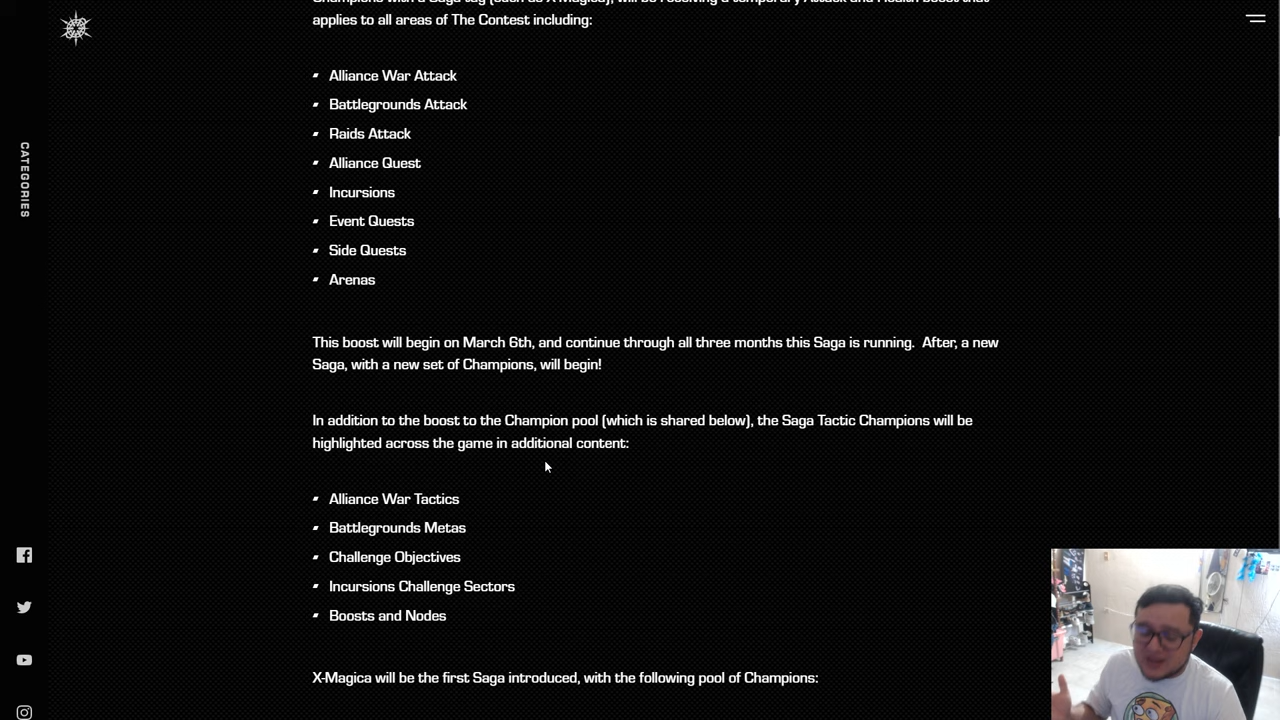 applies to all areas of The Contest including:
Alliance War Attack
Battlegrounds Attack
Raids Attack
Alliance Quest
Incursions
Event Quests
Side Quests
Arenas
This boost will begin on March 6th, and continue through all three months this Saga is running. After, a new
Saga, with a new set of Champions, will begin!
In addition to the boost to the Champion pool (which is shared below), the Saga Tactic Champions will be
highlighted across the game in additional content:
Alliance War Tactics
Battlegrounds Metas
Challenge Objectives
Incursions Challenge Sectors
Boosts and Nodes
X-Magica will be the first Saga introduced, with the following pool of Champions:
CATEGORIES